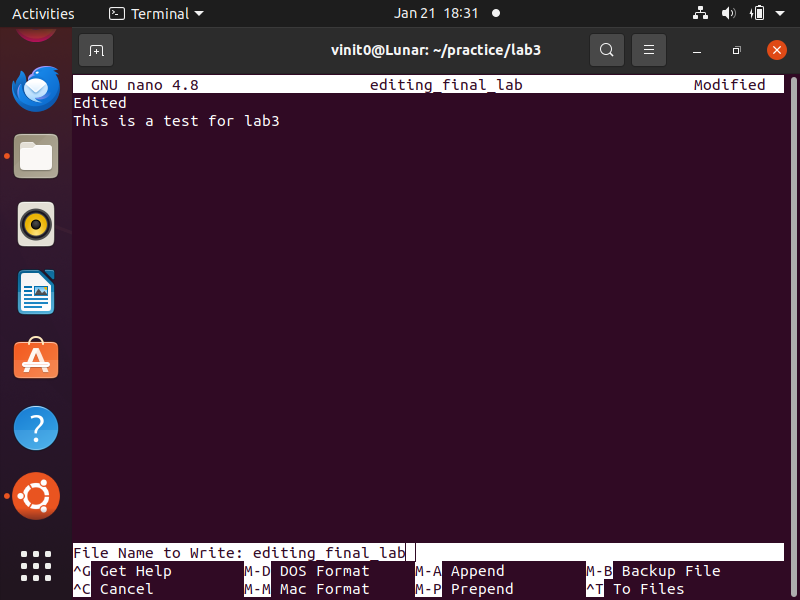 Activities Terminal Jan 21 18:31
vinit0@Lunar: ~/practice/lab3
GNU nano 4.8 editing_final_lab Modified
Edited
This is a test for lab3
File Name to Write: editing_final_lab
^G Get Help M-D DOS Format M-A Append M-B Backup File
^C Cancel M-M Mac Format M-P Prepend ^T To Files